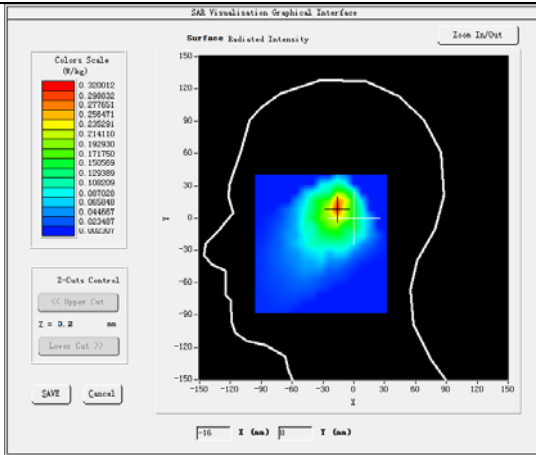 SAR Visualisation Graphical Interface
Surface Radiated Intensity
Zoom In/Out
Colors Scale
(W/kg)
0.320012
0.298832
0.277651
0.256471
0.235291
0.214110
0.192930
0.171750
0.150569
0.129389
0.108209
0.087028
0.065848
0.044667
0.023487
0.002307
Z-Cuts Control
<< Upper Cut
Z = 3.2 mm
Lower Cut >>
SAVE Cancel
150
120
90
60
30
0
-30
-60
-90
-120
-150
Y
-150 -120 -90 -60 -30 0 30 60 90 120 150
X
-16 X (mm) 8 Y (mm)